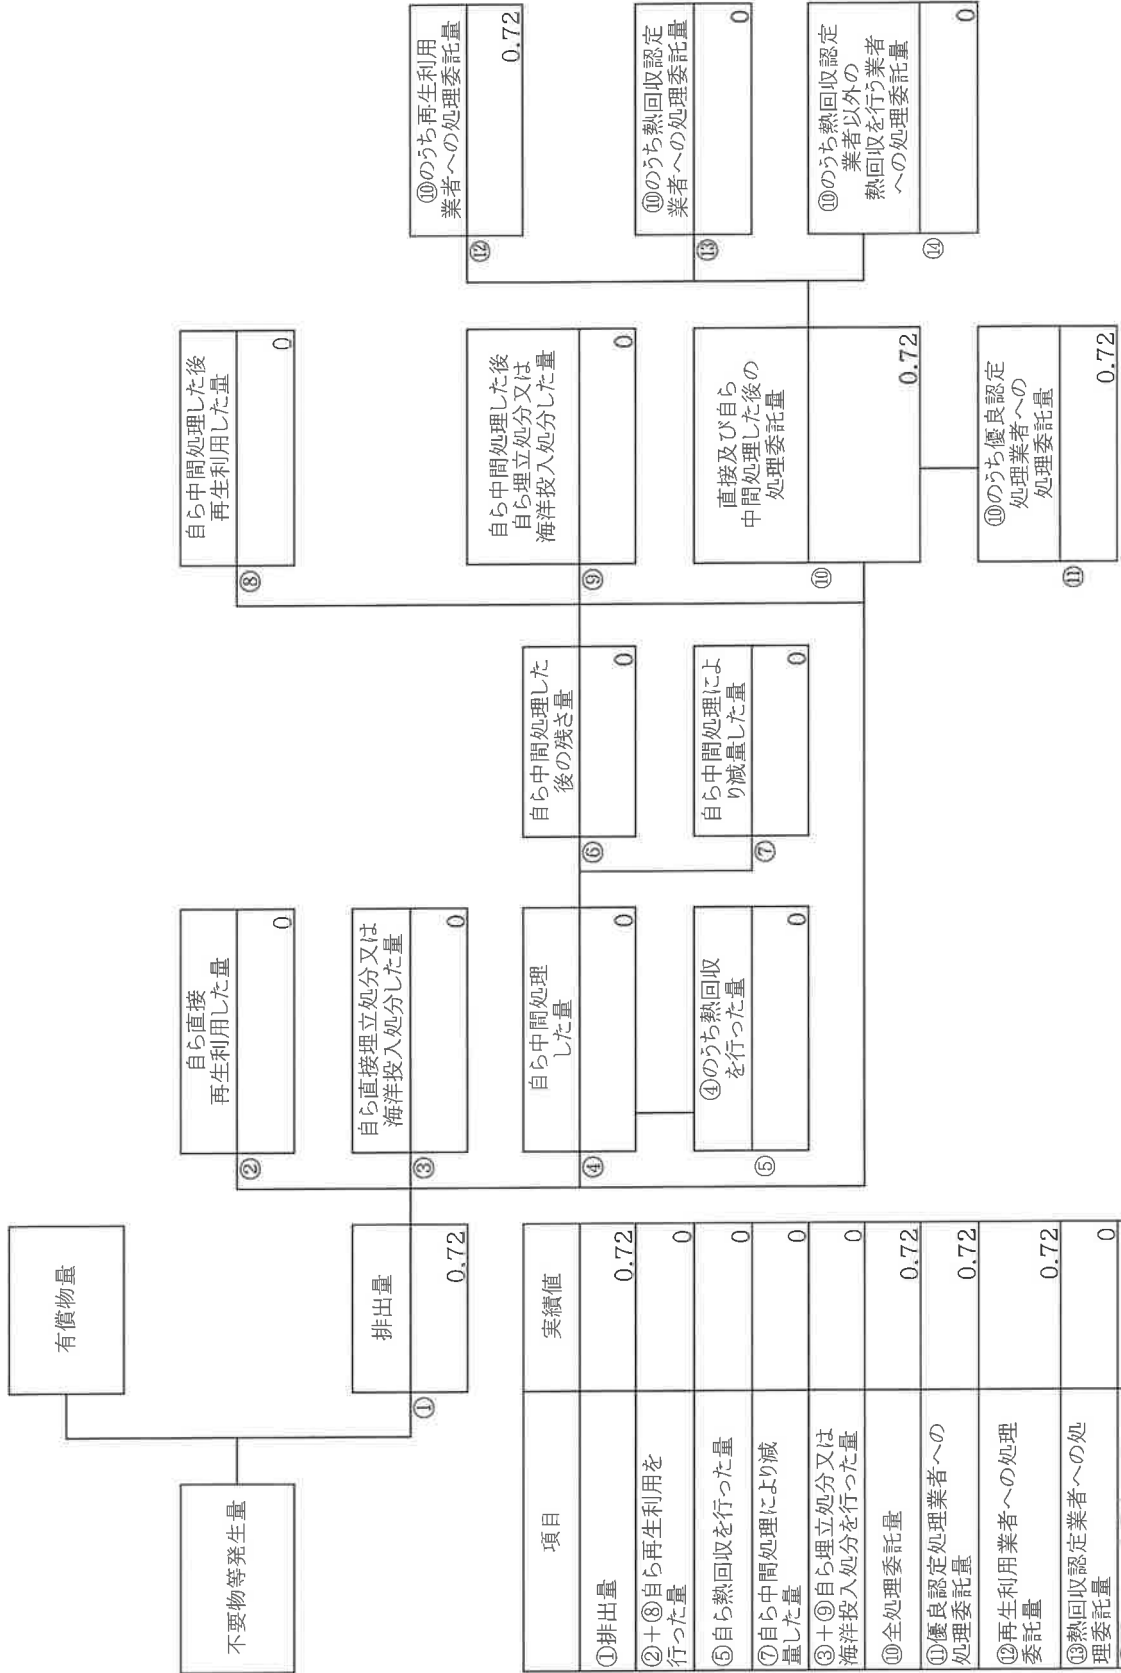 不要物等発生量
有償物量
①
排出量
0.72
②
自ら直接
再生利用した量
0
③
自ら直接埋立処分又は
海洋投入処分した量
0
④
自ら中間処理
した量
0
⑤
④のうち熱回収
を行った量
0
⑥
自ら中間処理した
後の残さ量
0
⑦
自ら中間処理によ
り減量した量
0
⑧
自ら中間処理した後
再生利用した量
0
⑨
自ら中間処理した後
自ら埋立処分又は
海洋投入処分した量
0
⑩
直接及び自ら
中間処理した後の
処理委託量
0.72
⑪
⑩のうち優良認定
処理業者への
処理委託量
0.72
⑫
⑩のうち再生利用
業者への処理委託量
0.72
⑬
⑩のうち熱回収認定
業者への処理委託量
0
⑭
⑩のうち熱回収認定
業者以外の
熱回収を行う業者
への処理委託量
0
項目
実績値
①排出量
0.72
②+⑧自ら再生利用を
行った量
0
⑤自ら熱回収を行った量
0
⑦自ら中間処理により減
量した量
0
③+⑨自ら埋立処分又は
海洋投入処分を行った量
0
⑩全処理委託量
0.72
⑪優良認定処理業者への
処理委託量
0.72
⑫再生利用業者への処理
委託量
0.72
⑬熱回収認定業者への処
理委託量
0